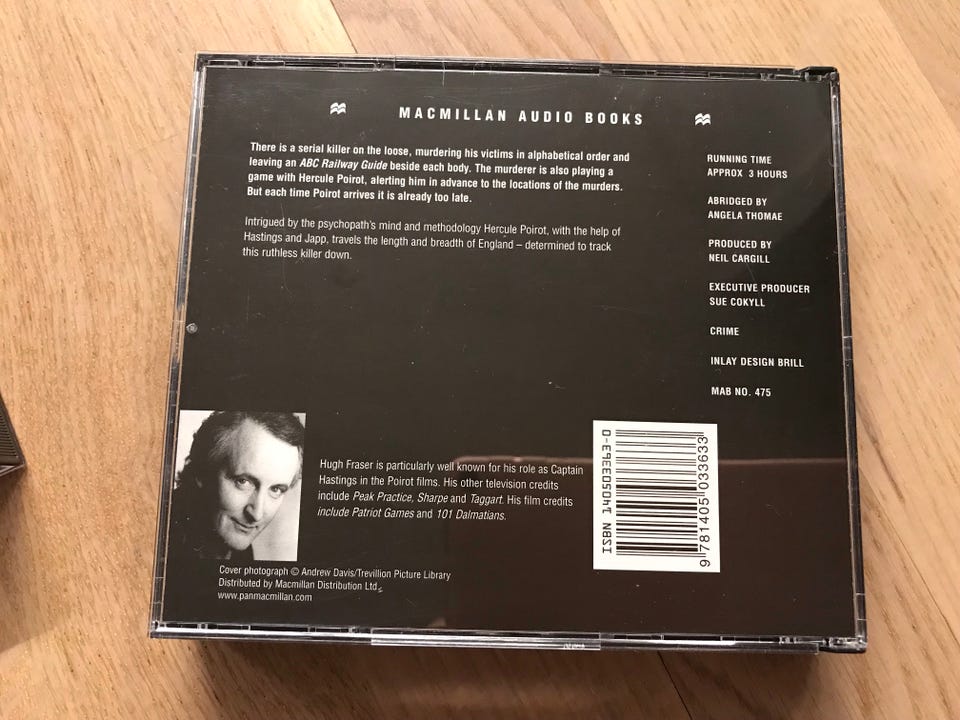 MACMILLAN AUDIO BOOKS
There is a serial killer on the loose, murdering his victims in alphabetical order and
leaving an ABC Railway Guide beside each body. The murderer is also playing a
game with Hercule Poirot, alerting him in advance to the locations of the murders.
But each time Poirot arrives it is already too late.
Intrigued by the psychopath's mind and methodology Hercule Poirot, with the help of
Hastings and Japp, travels the length and breadth of England – determined to track
this ruthless killer down.
RUNNING TIME
APPROX 3 HOURS
ABRIDGED BY
ANGELA THOMAE
PRODUCED BY
NEIL CARGILL
EXECUTIVE PRODUCER
SUE COKYLL
CRIME
INLAY DESIGN BRILL
MAB NO. 475
Hugh Fraser is particularly well known for his role as Captain
Hastings in the Poirot films. His other television credits
include Peak Practice, Sharpe and Taggart. His film credits
include Patriot Games and 101 Dalmatians.
Cover photograph © Andrew Davis/Trevillion Picture Library
Distributed by Macmillan Distribution Ltd
www.panmacmillan.com
ISBN 1405033633-0
9 781405 033633